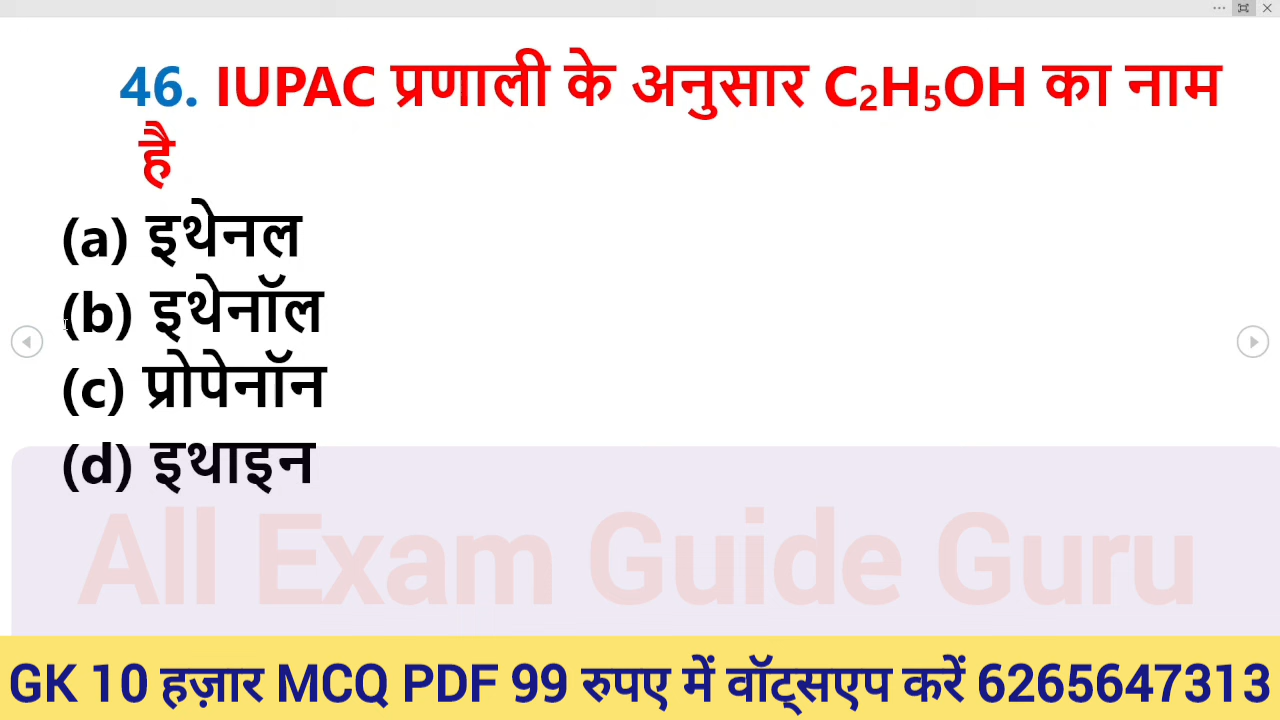 46. IUPAC प्रणाली के अनुसार C₂H₅OH का नाम
है
(a) इथेनल
(b) इथेनॉल
(c) प्रोपेनॉन
(d) इथाइन
All Exam Guide Guru
GK 10 हज़ार MCQ PDF 99 रुपए में वॉट्सएप करें 6265647313